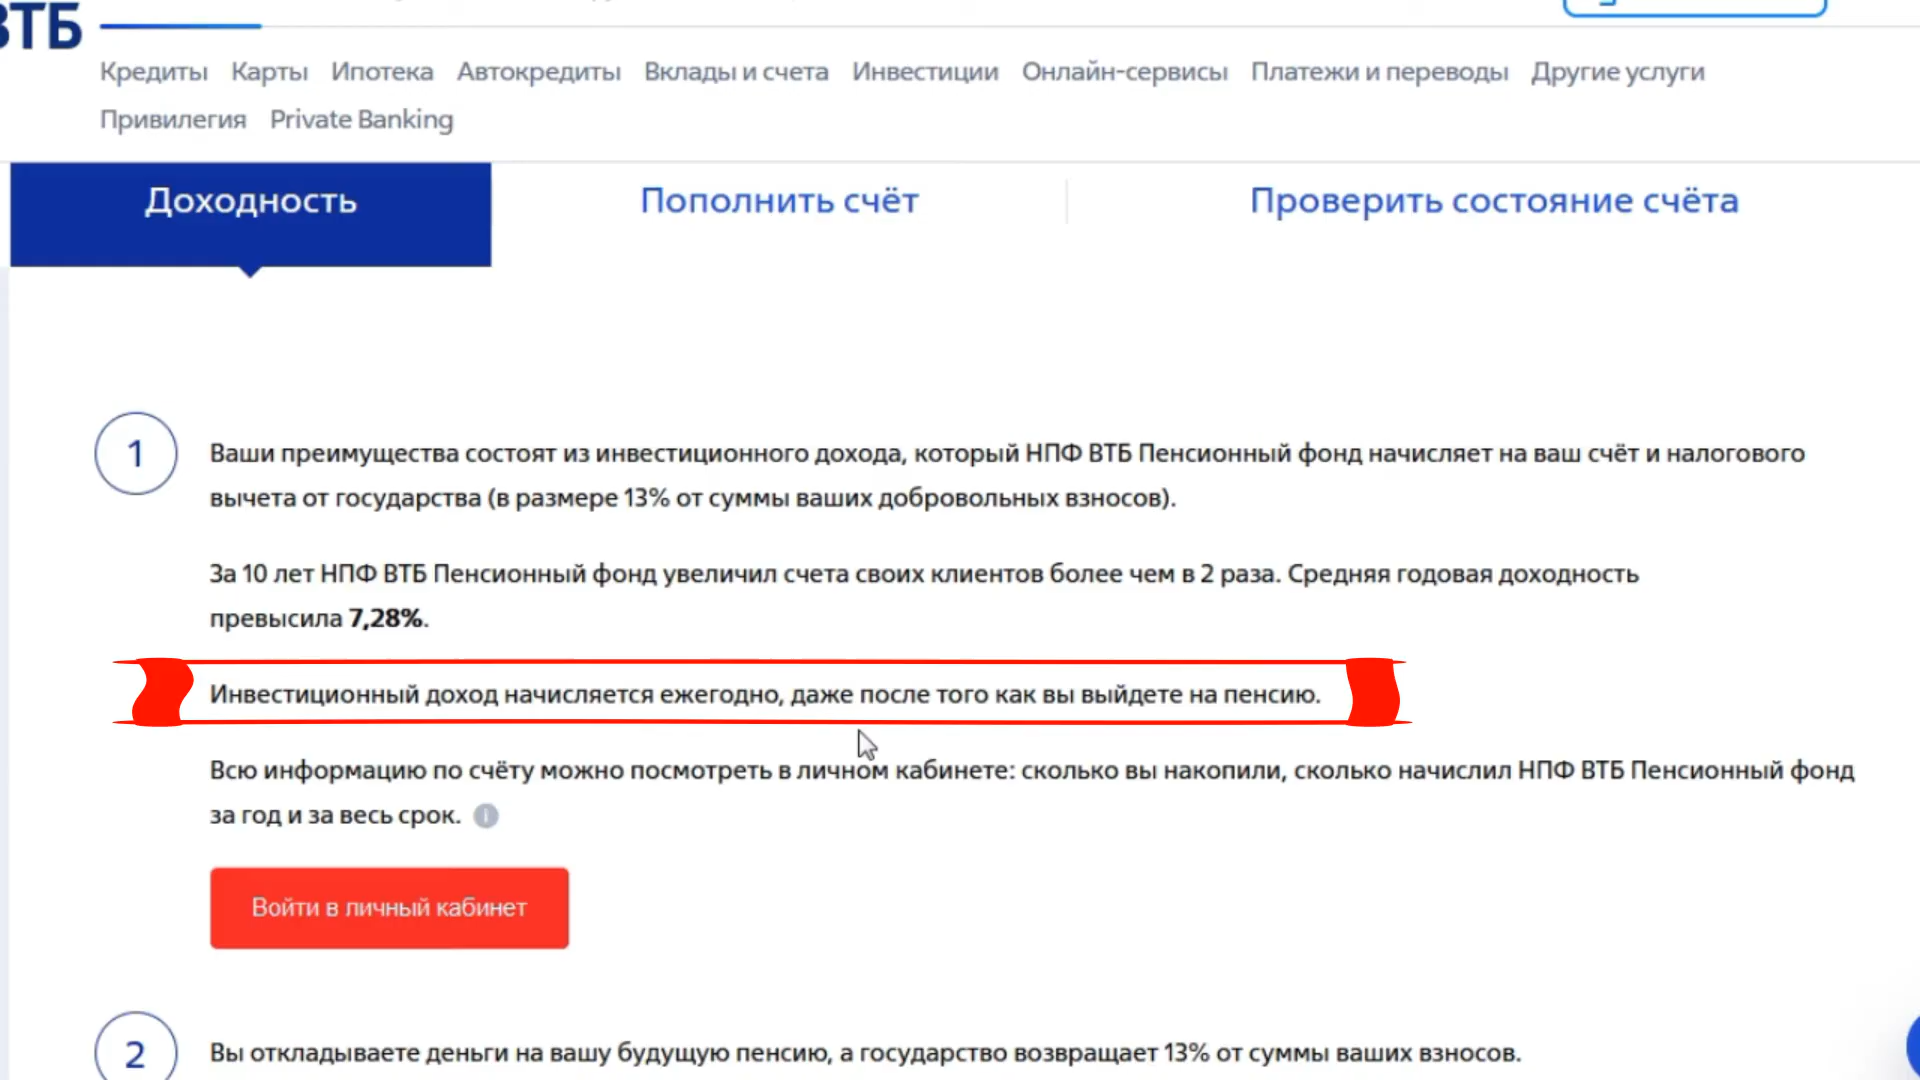 ВТБ
Кредиты Карты Ипотека Автокредиты Вклады и счета Инвестиции Онлайн-сервисы Платежи и переводы Другие услуги
Привилегия Private Banking
Доходность Пополнить счёт Проверить состояние счёта
1
Ваши преимущества состоят из инвестиционного дохода, который НПФ ВТБ Пенсионный фонд начисляет на ваш счёт и налогового
вычета от государства (в размере 13% от суммы ваших добровольных взносов).
За 10 лет НПФ ВТБ Пенсионный фонд увеличил счета своих клиентов более чем в 2 раза. Средняя годовая доходность
превысила 7,28%.
Инвестиционный доход начисляется ежегодно, даже после того как вы выйдете на пенсию.
Всю информацию по счёту можно посмотреть в личном кабинете: сколько вы накопили, сколько начислил НПФ ВТБ Пенсионный фонд
за год и за весь срок. i
Войти в личный кабинет
2
Вы откладываете деньги на вашу будущую пенсию, а государство возвращает 13% от суммы ваших взносов.